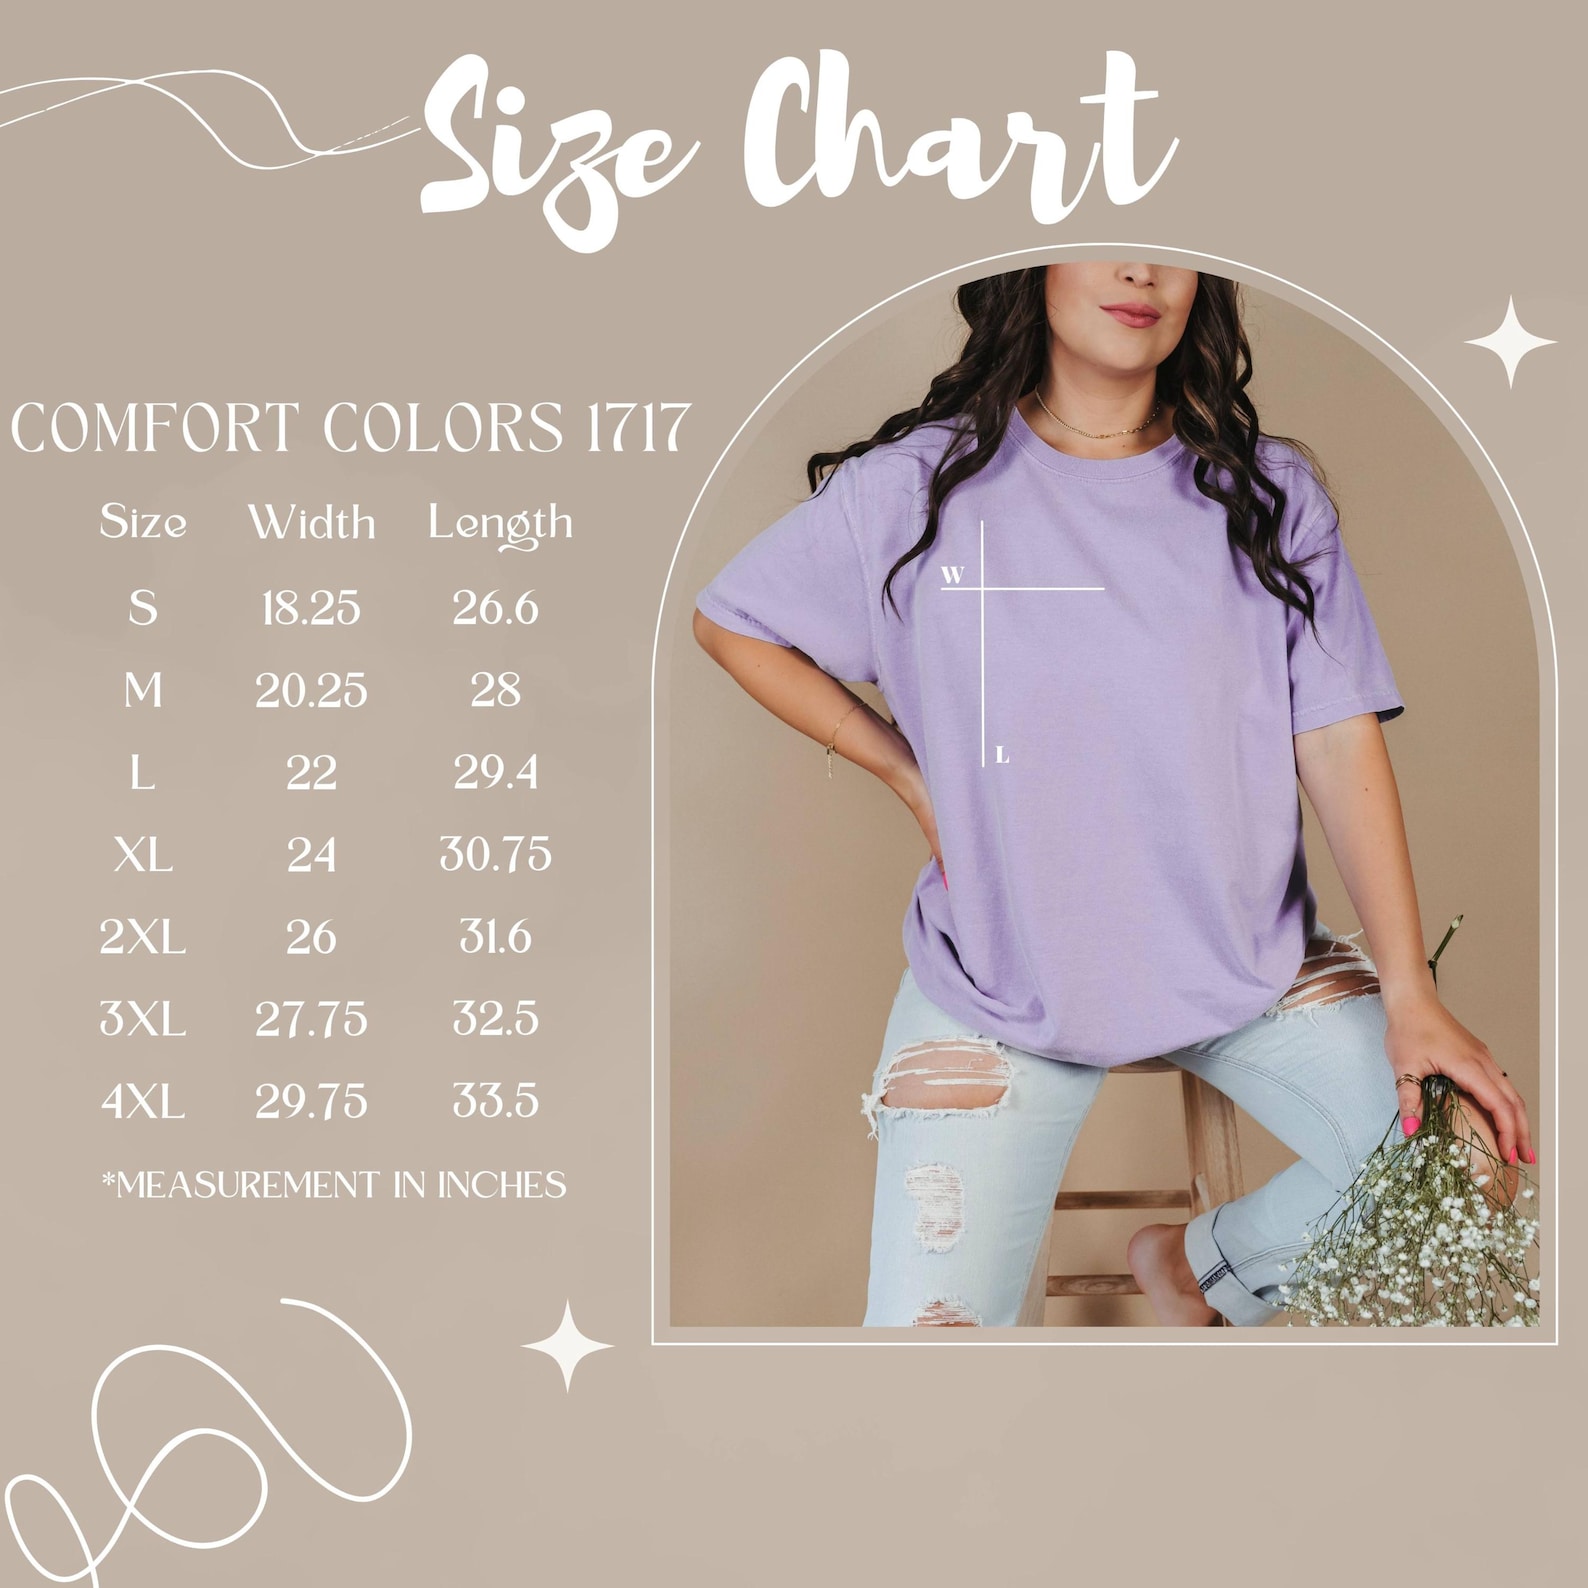 Size Chart
COMFORT COLORS 1717
Size Width Length
S 18.25 26.6
M 20.25 28
L 22 29.4
XL 24 30.75
2XL 26 31.6
3XL 27.75 32.5
4XL 29.75 33.5
*MEASUREMENT IN INCHES
W
L